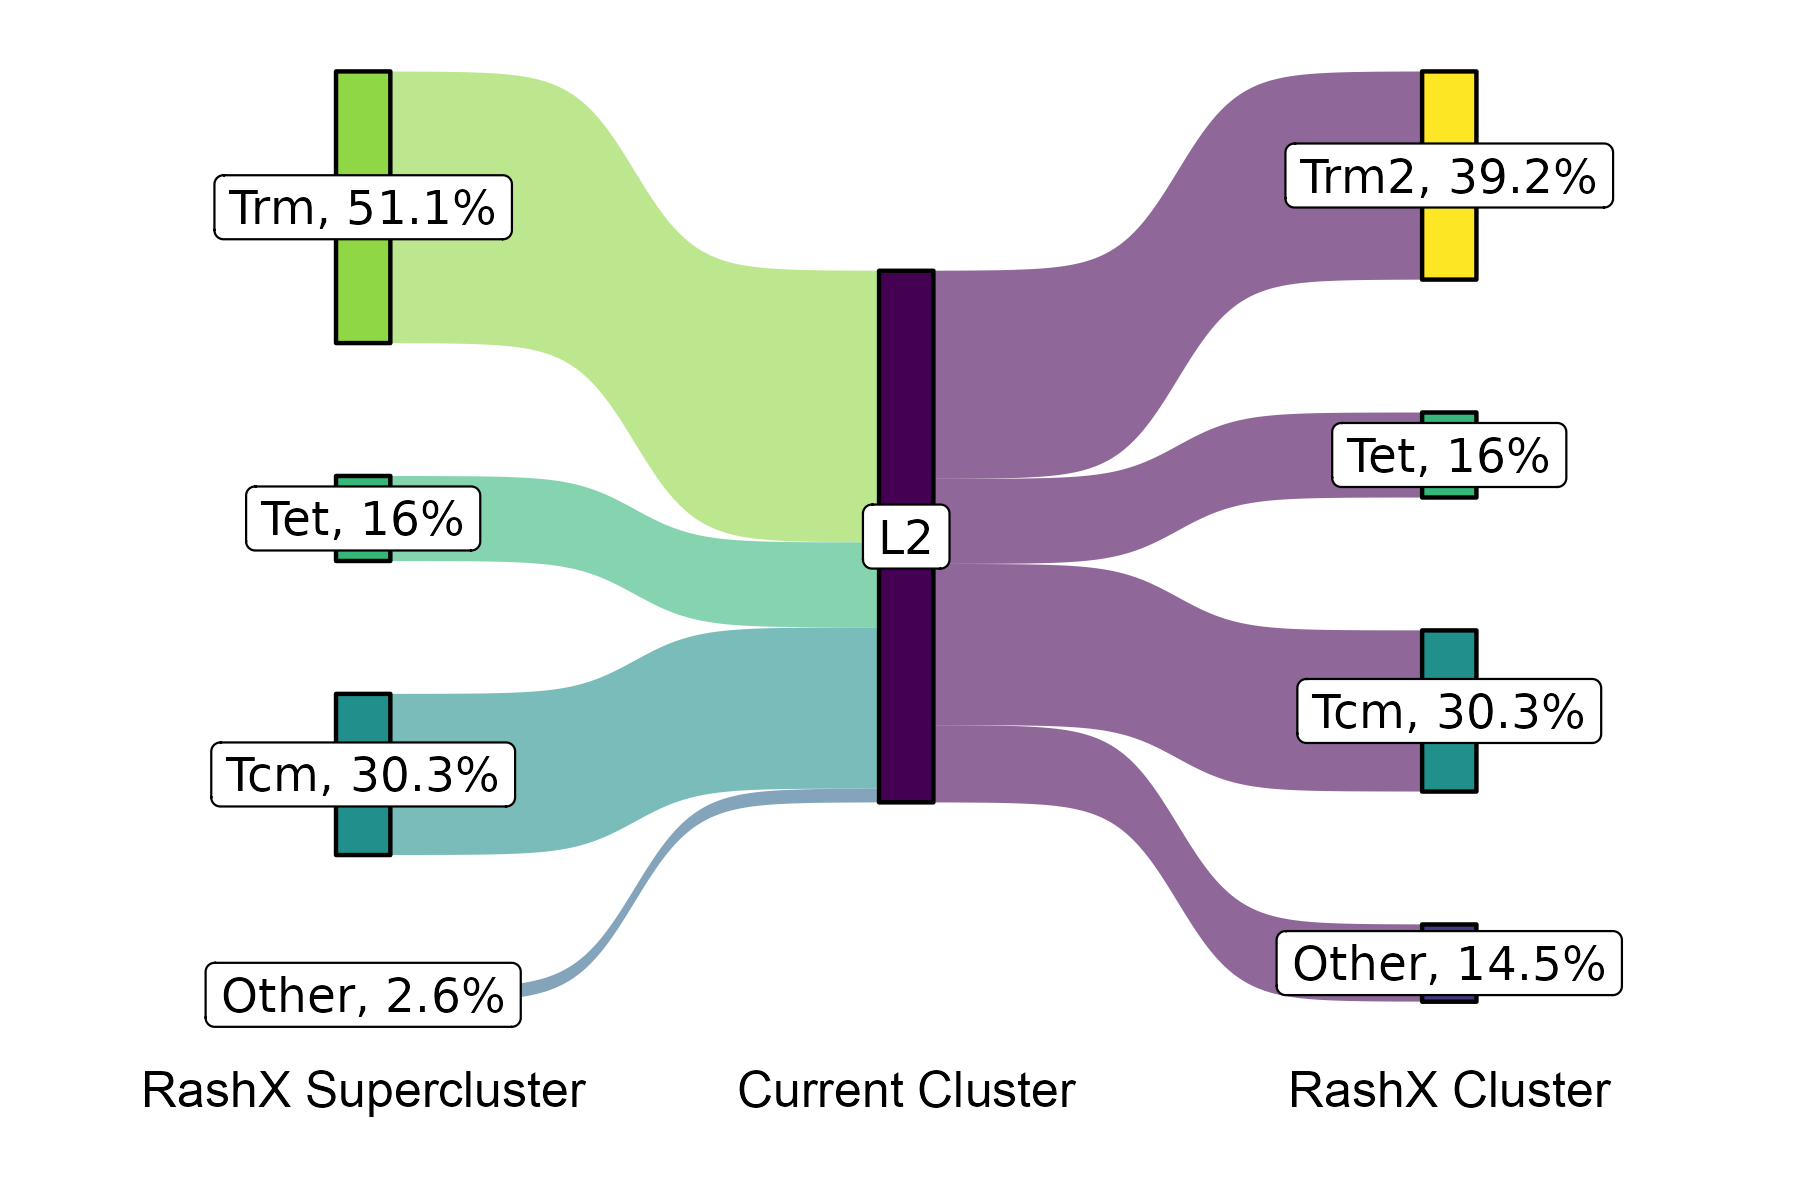 Trm, 51.1%
Tet, 16%
Tcm, 30.3%
Other, 2.6%
L2
Trm2, 39.2%
Tet, 16%
Tcm, 30.3%
Other, 14.5%
RashX Supercluster
Current Cluster
RashX Cluster